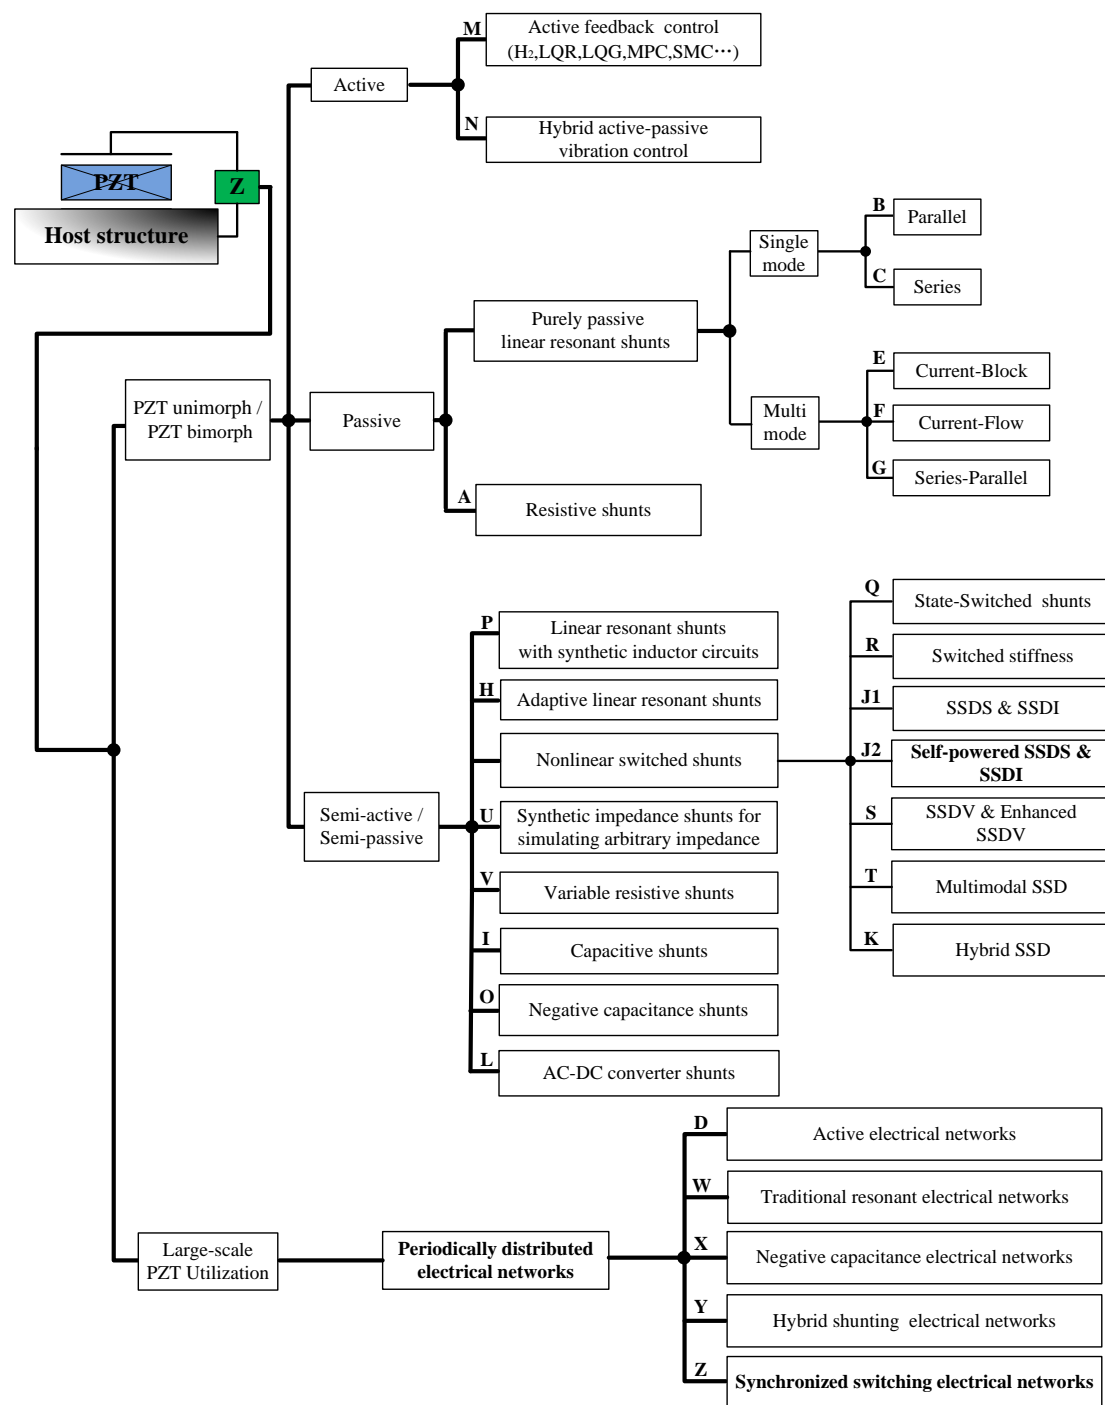 M
Active feedback control
(H₂,LQR,LQG,MPC,SMC⋯)
Active
N
Hybrid active-passive
vibration control
PZT
Z
Host structure
B
Parallel
Single
mode
C
Series
Purely passive
linear resonant shunts
E
Current-Block
PZT unimorph /
PZT bimorph
Passive
Multi
mode
F
Current-Flow
G
Series-Parallel
A
Resistive shunts
Q
State-Switched shunts
P
Linear resonant shunts
with synthetic inductor circuits
R
Switched stiffness
H
Adaptive linear resonant shunts
J1
SSDS & SSDI
Nonlinear switched shunts
J2
Self-powered SSDS &
SSDI
Semi-active /
Semi-passive
U
Synthetic impedance shunts for
simulating arbitrary impedance
S
SSDV & Enhanced
SSDV
V
Variable resistive shunts
T
Multimodal SSD
I
Capacitive shunts
K
Hybrid SSD
O
Negative capacitance shunts
L
AC-DC converter shunts
D
Active electrical networks
W
Traditional resonant electrical networks
Large-scale
PZT Utilization
Periodically distributed
electrical networks
X
Negative capacitance electrical networks
Y
Hybrid shunting electrical networks
Z
Synchronized switching electrical networks